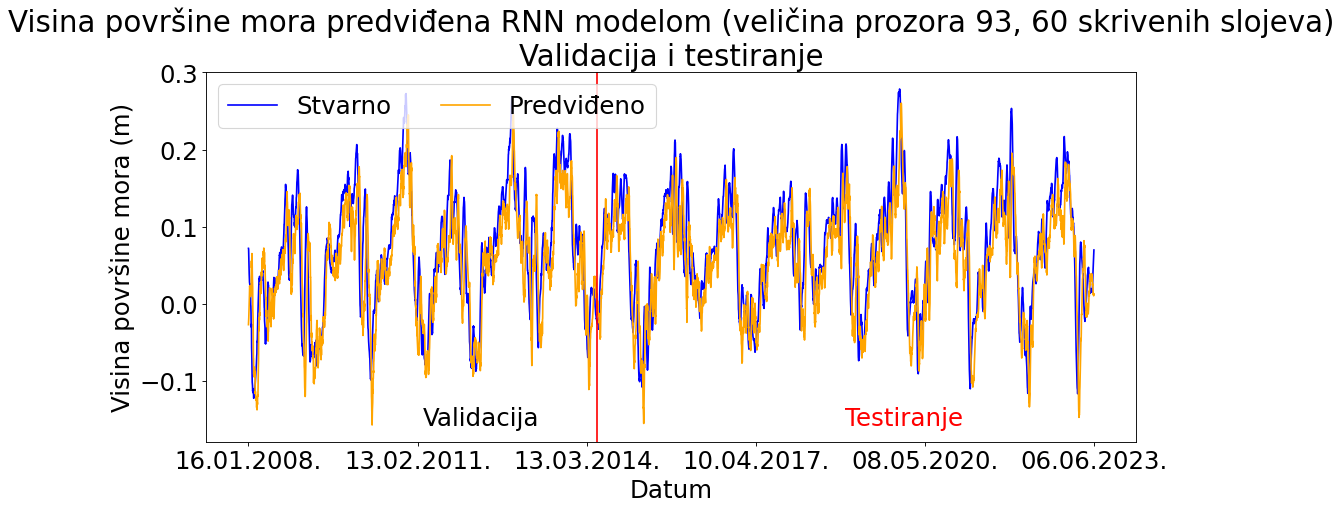 Visina površine mora predviđena RNN modelom (veličina prozora 93, 60 skrivenih slojeva)
Validacija i testiranje
Stvarno
Predviđeno
Visina površine mora (m)
0.3
0.2
0.1
0.0
−0.1
Validacija
Testiranje
16.01.2008.
13.02.2011.
13.03.2014.
10.04.2017.
08.05.2020.
06.06.2023.
Datum